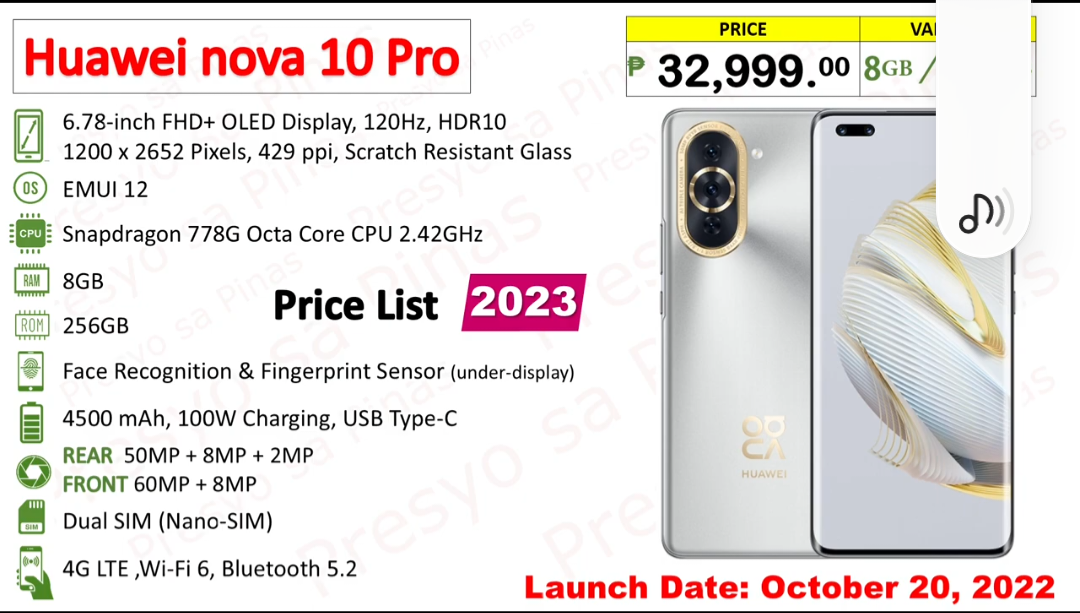 Huawei nova 10 Pro
PRICE
₱ 32,999.00 8GB /
6.78-inch FHD+ OLED Display, 120Hz, HDR10
1200 x 2652 Pixels, 429 ppi, Scratch Resistant Glass
OS EMUI 12
CPU Snapdragon 778G Octa Core CPU 2.42GHz
RAM 8GB
Price List 2023
ROM 256GB
Face Recognition & Fingerprint Sensor (under-display)
4500 mAh, 100W Charging, USB Type-C
REAR 50MP + 8MP + 2MP
FRONT 60MP + 8MP
HUAWEI
SIM Dual SIM (Nano-SIM)
4G LTE ,Wi-Fi 6, Bluetooth 5.2
Launch Date: October 20, 2022
Presyo sa Pinas